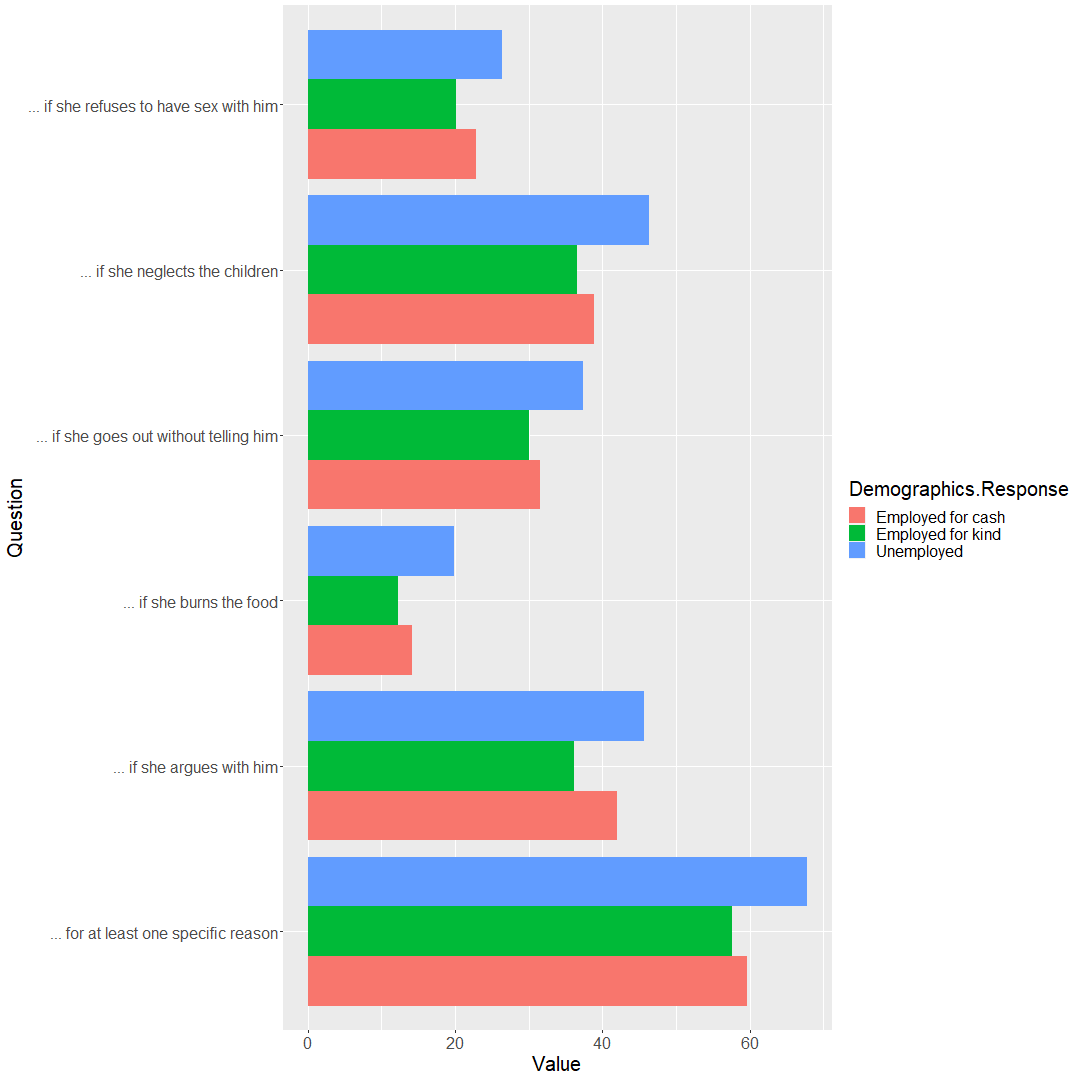 ... if she refuses to have sex with him
... if she neglects the children
... if she goes out without telling him
... if she burns the food
... if she argues with him
... for at least one specific reason
Question
0 20 40 60
Value
Demographics.Response
Employed for cash
Employed for kind
Unemployed